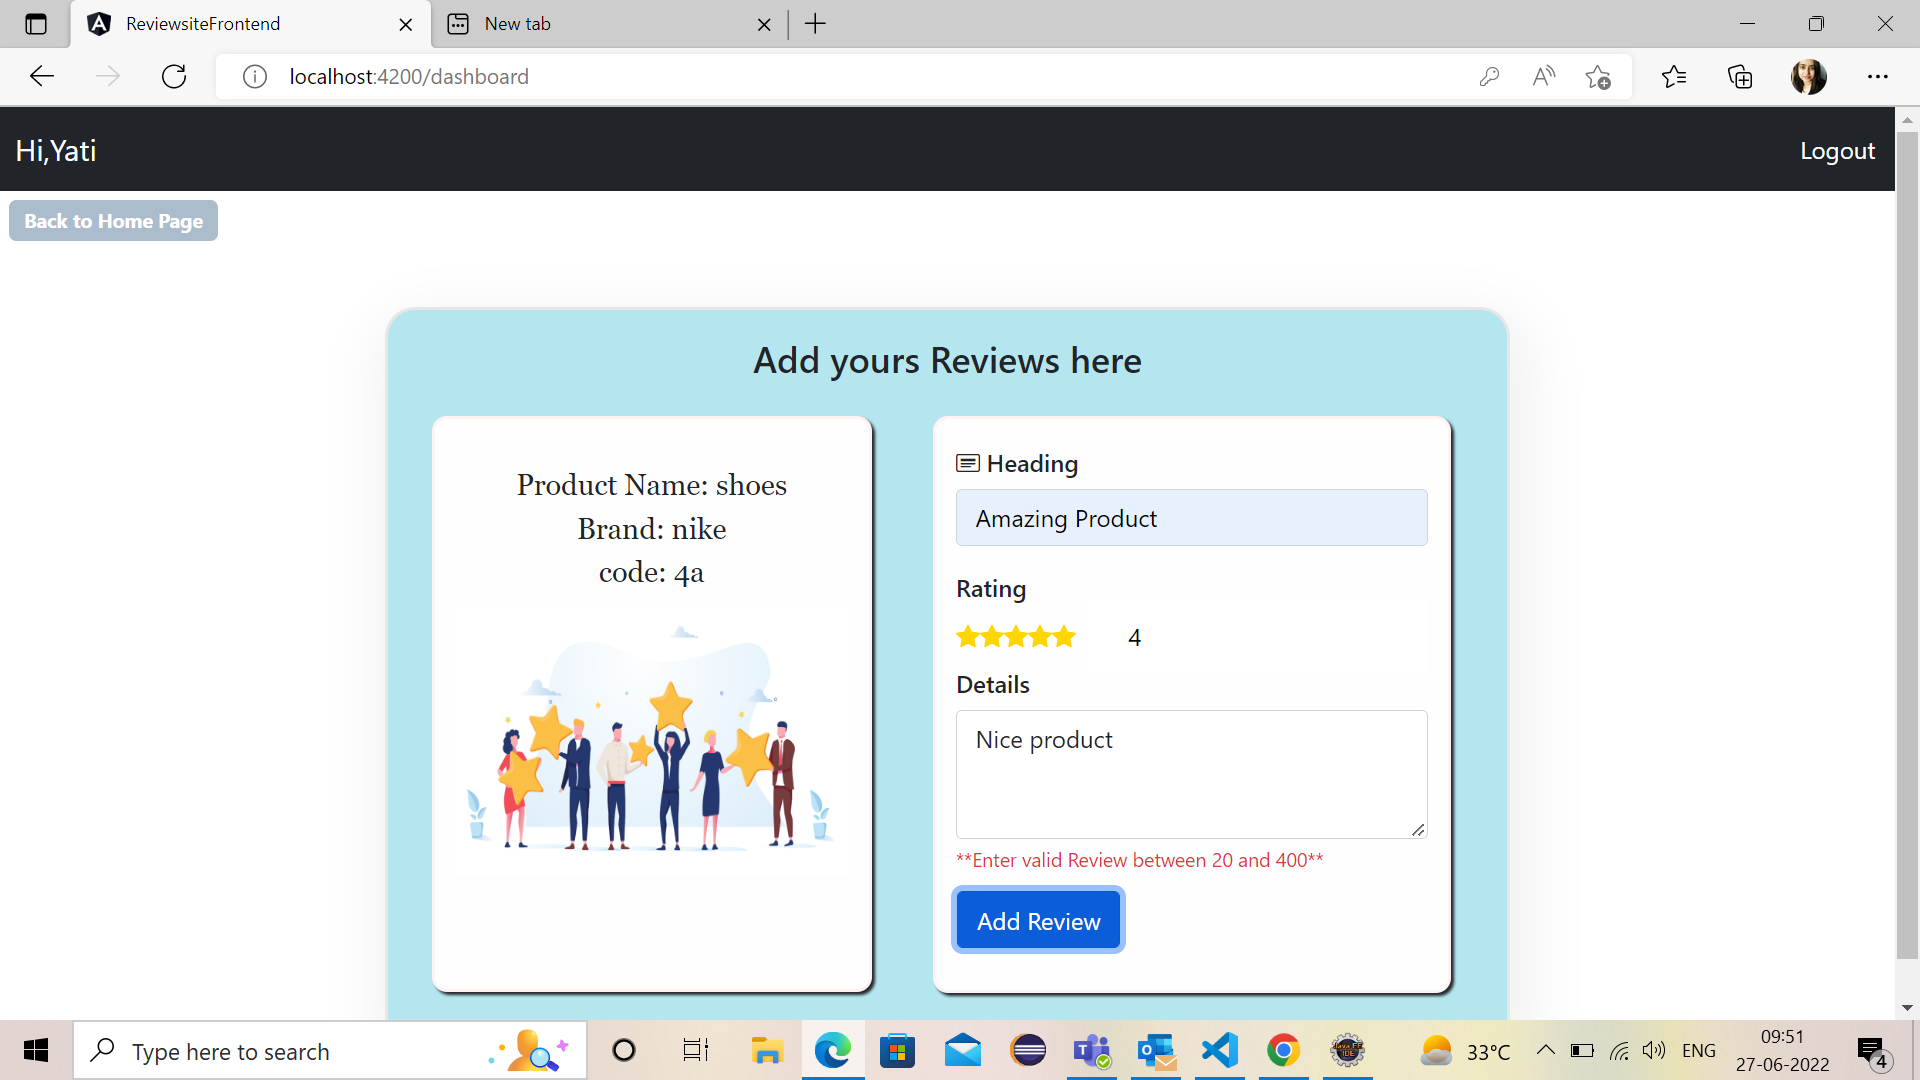 ReviewsiteFrontend
New tab
localhost:4200/dashboard
Hi,Yati
Logout
Back to Home Page
Add yours Reviews here
Product Name: shoes
Brand: nike
code: 4a
Heading
Amazing Product
Rating
4
Details
Nice product
**Enter valid Review between 20 and 400**
Add Review
Type here to search
33°C
ENG
09:51
27-06-2022
4